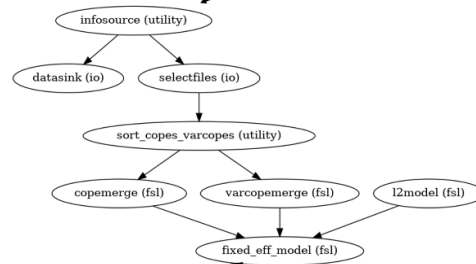 infosource (utility)
datasink (io)
selectfiles (io)
sort_copes_varcopes (utility)
copemerge (fsl)
varcopemerge (fsl)
l2model (fsl)
fixed_eff_model (fsl)